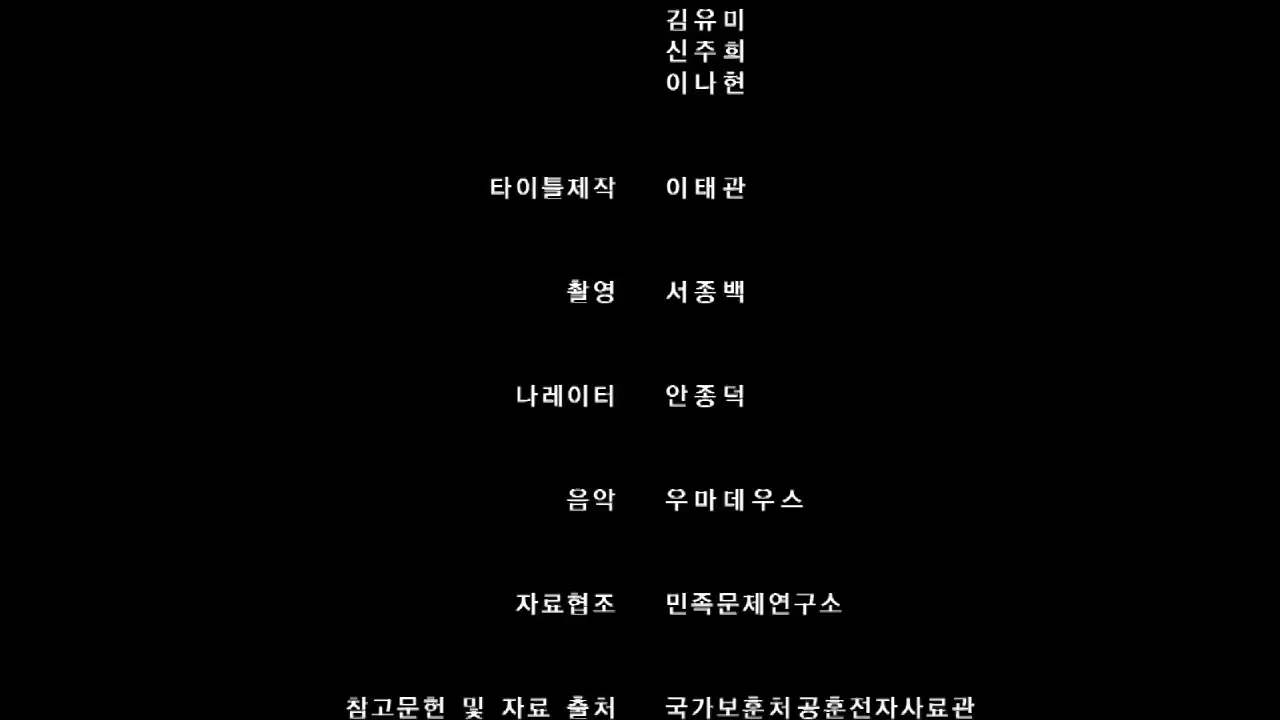 김유미
신주희
이나현
타이틀제작 이태관
촬영 서종백
나레이터 안종덕
음악 우마데우스
자료협조 민족문제연구소
참고문헌 및 자료 출처 국가보훈처공훈전자사료관